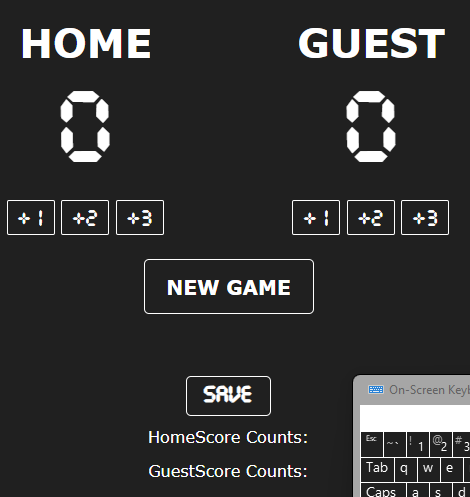 HOME GUEST
0 0
+1 +2 +3 +1 +2 +3
NEW GAME
SAVE
HomeScore Counts:
GuestScore Counts:
On-Screen Keyb
Esc ~ ` ! 1 @ 2 # 3
Tab q w e
Caps a s d